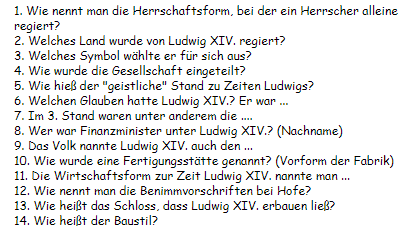 1. Wie nennt man die Herrschaftsform, bei der ein Herrscher alleine
regiert?
2. Welches Land wurde von Ludwig XIV. regiert?
3. Welches Symbol wählte er für sich aus?
4. Wie wurde die Gesellschaft eingeteilt?
5. Wie hieß der "geistliche" Stand zu Zeiten Ludwigs?
6. Welchen Glauben hatte Ludwig XIV.? Er war ...
7. Im 3. Stand waren unter anderem die ....
8. Wer war Finanzminister unter Ludwig XIV.? (Nachname)
9. Das Volk nannte Ludwig XIV. auch den ...
10. Wie wurde eine Fertigungsstätte genannt? (Vorform der Fabrik)
11. Die Wirtschaftsform zur Zeit Ludwig XIV. nannte man ...
12. Wie nennt man die Benimmvorschriften bei Hofe?
13. Wie heißt das Schloss, dass Ludwig XIV. erbauen ließ?
14. Wie heißt der Baustil?